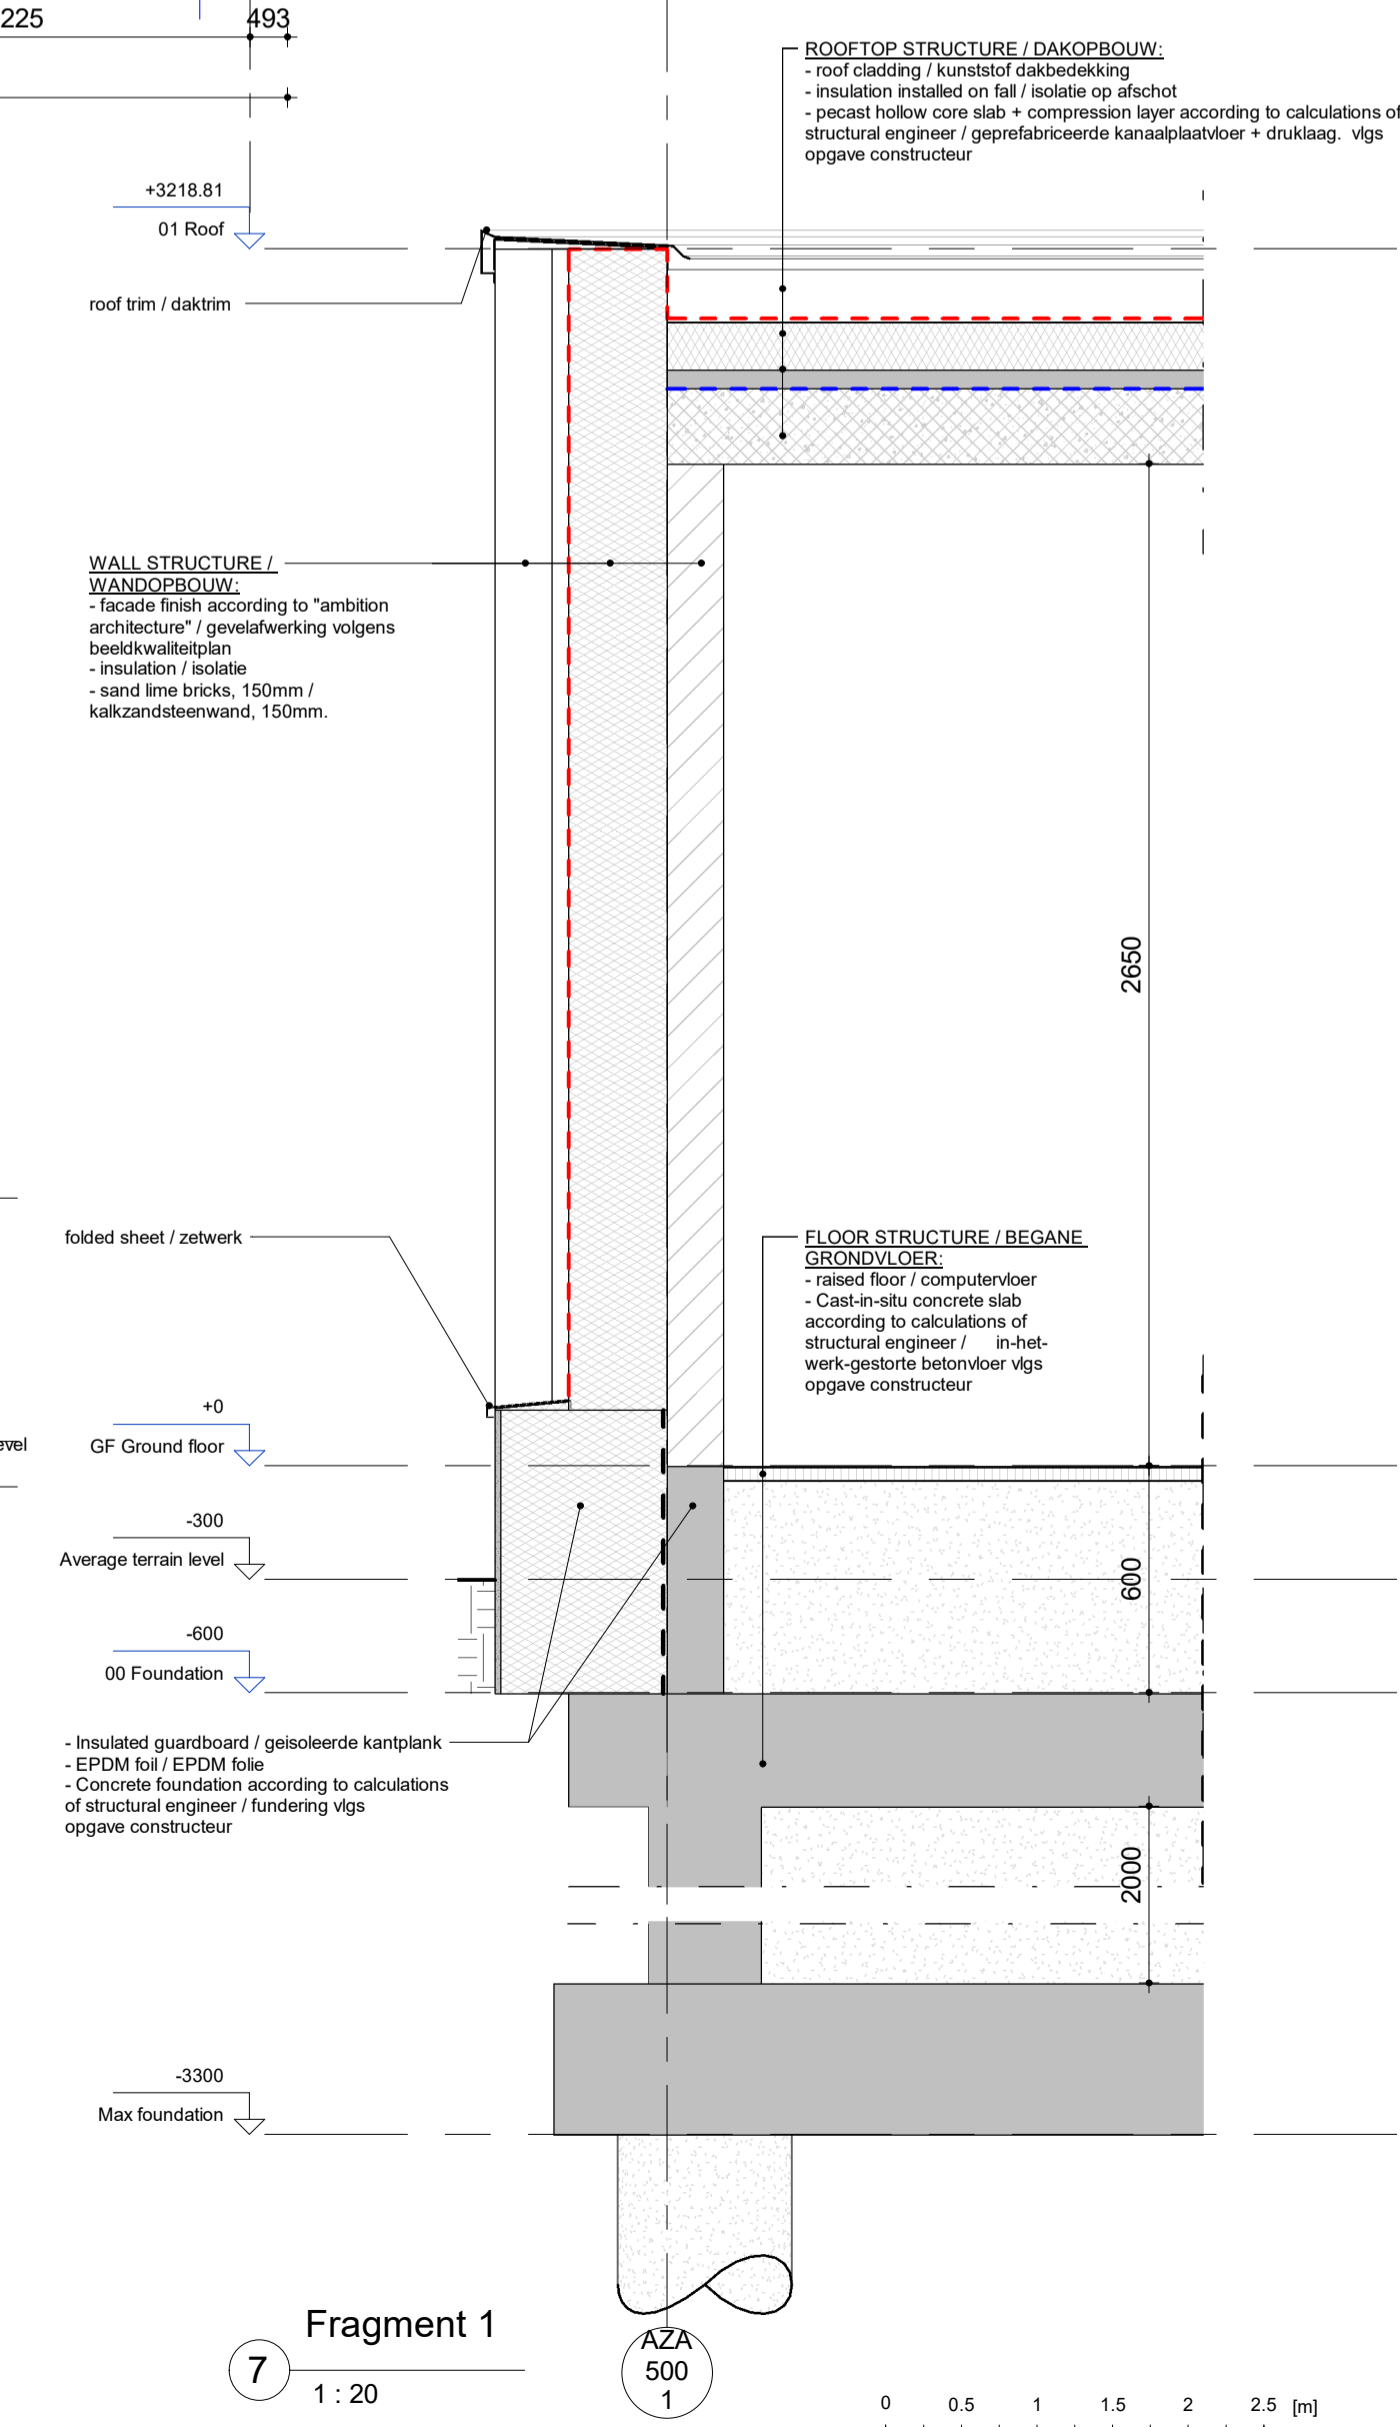 225
493
ROOFTOP STRUCTURE / DAKOPBOUW:
- roof cladding / kunststof dakbedekking
- insulation installed on fall / isolatie op afschot
- pecast hollow core slab + compression layer according to calculations of
structural engineer / geprefabriceerde kanaalplaatvloer + druklaag. vlgs
opgave constructeur
+3218.81
01 Roof
roof trim / daktrim
WALL STRUCTURE /
WANDOPBOUW:
- facade finish according to "ambition
architecture" / gevelafwerking volgens
beeldkwaliteitplan
- insulation / isolatie
- sand lime bricks, 150mm /
kalkzandsteenwand, 150mm.
2650
folded sheet / zetwerk
FLOOR STRUCTURE / BEGANE
GRONDVLOER:
- raised floor / computervloer
- Cast-in-situ concrete slab
according to calculations of
structural engineer / in-het-
werk-gestorte betonvloer vlgs
opgave constructeur
+0
evel
GF Ground floor
-300
Average terrain level
600
-600
00 Foundation
- Insulated guardboard / geisoleerde kantplank
- EPDM foil / EPDM folie
- Concrete foundation according to calculations
of structural engineer / fundering vlgs
opgave constructeur
2000
-3300
Max foundation
Fragment 1
7
1 : 20
AZA
500
1
0 0.5 1 1.5 2 2.5 [m]